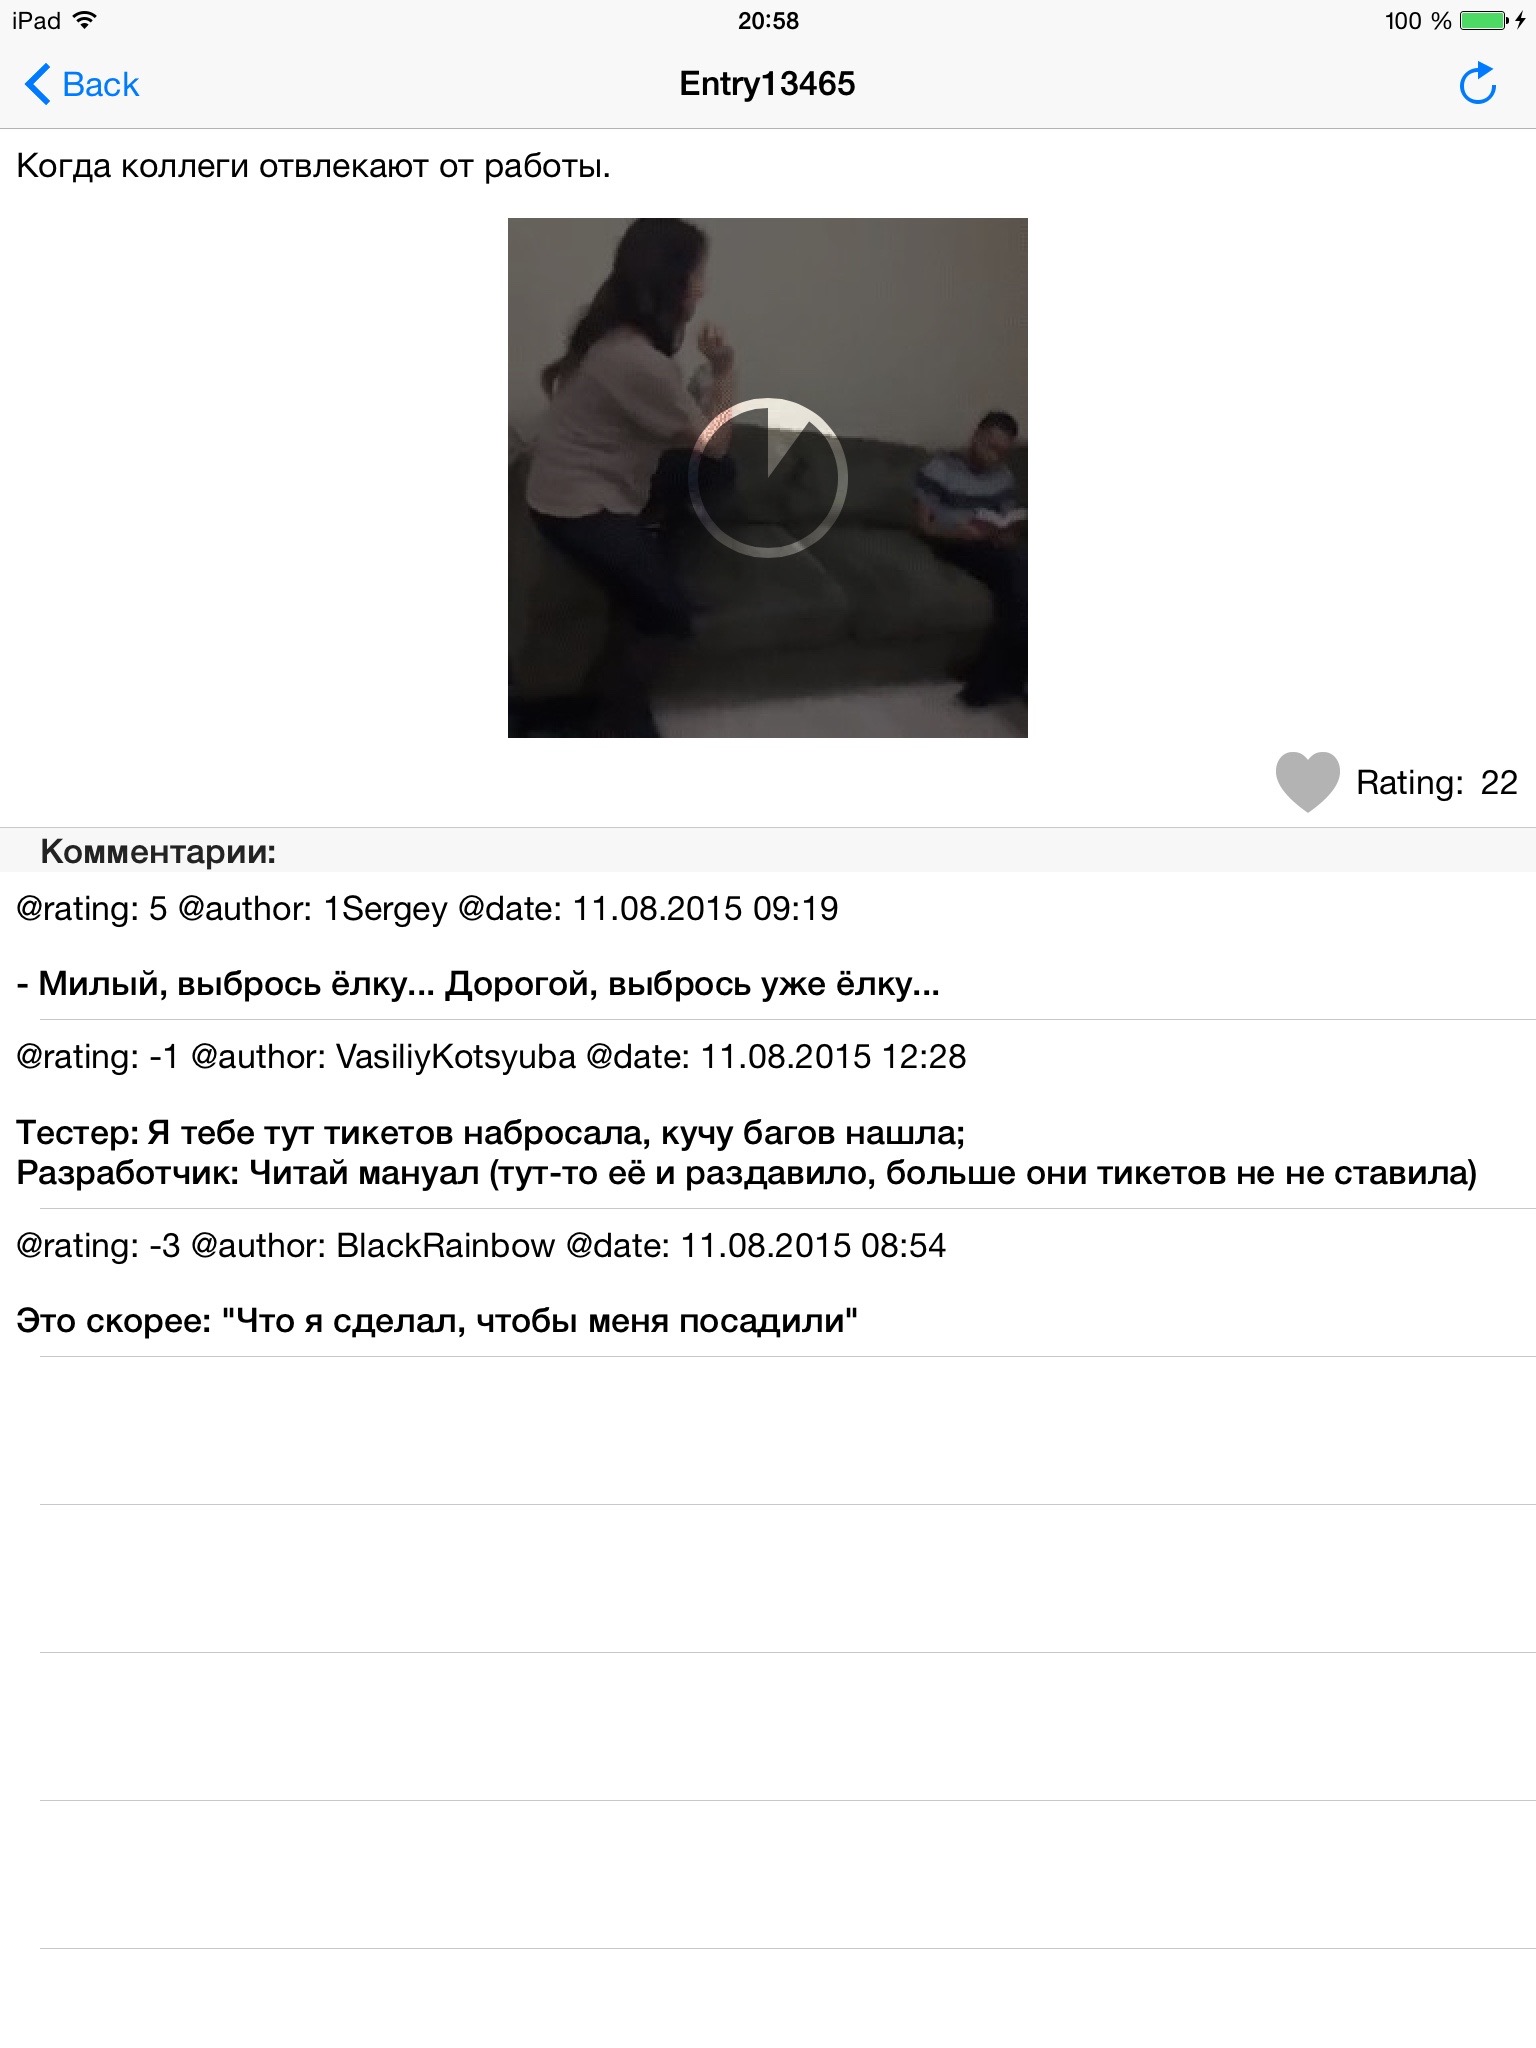 iPad 20:58 100 %
Back Entry13465
Когда коллеги отвлекают от работы.
Rating: 22
Комментарии:
@rating: 5 @author: 1Sergey @date: 11.08.2015 09:19
- Милый, выбрось ёлку... Дорогой, выбрось уже ёлку...
@rating: -1 @author: VasiliyKotsyuba @date: 11.08.2015 12:28
Тестер: Я тебе тут тикетов набросала, кучу багов нашла;
Разработчик: Читай мануал (тут-то её и раздавило, больше они тикетов не не ставила)
@rating: -3 @author: BlackRainbow @date: 11.08.2015 08:54
Это скорее: "Что я сделал, чтобы меня посадили"